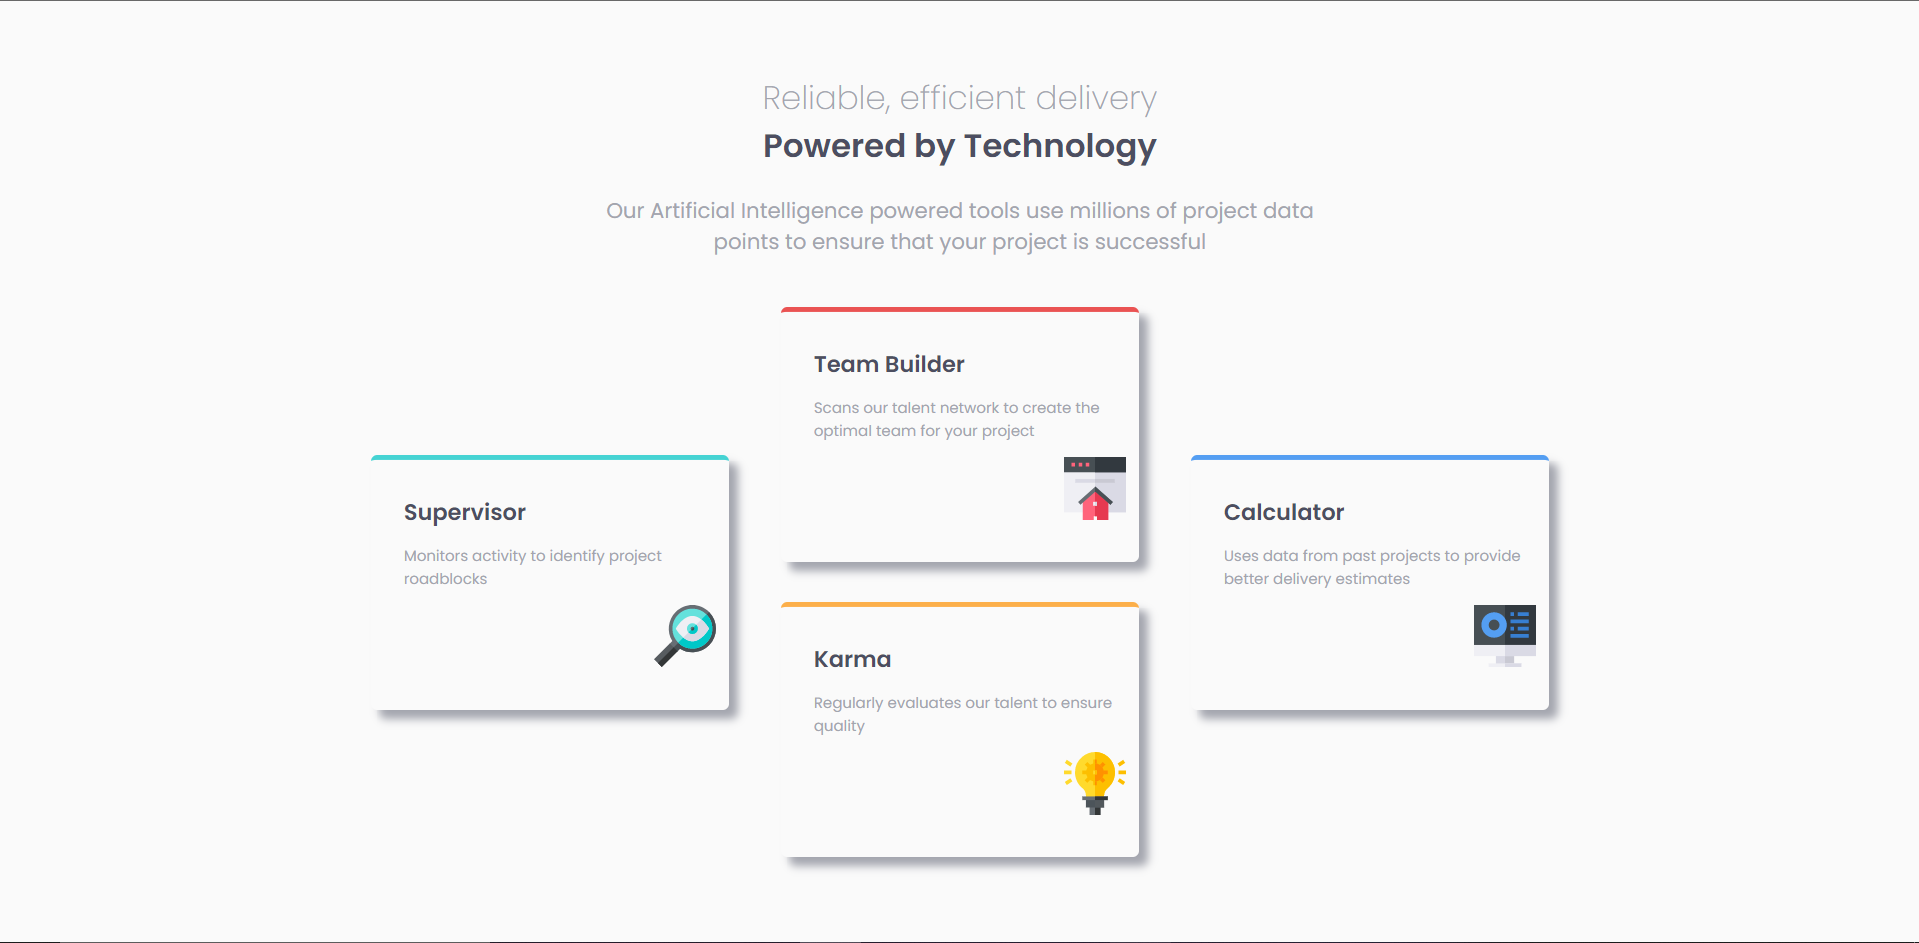 Reliable, efficient delivery
Powered by Technology
Our Artificial Intelligence powered tools use millions of project data
points to ensure that your project is successful
Team Builder
Scans our talent network to create the
optimal team for your project
Supervisor
Monitors activity to identify project
roadblocks
Calculator
Uses data from past projects to provide
better delivery estimates
Karma
Regularly evaluates our talent to ensure
quality